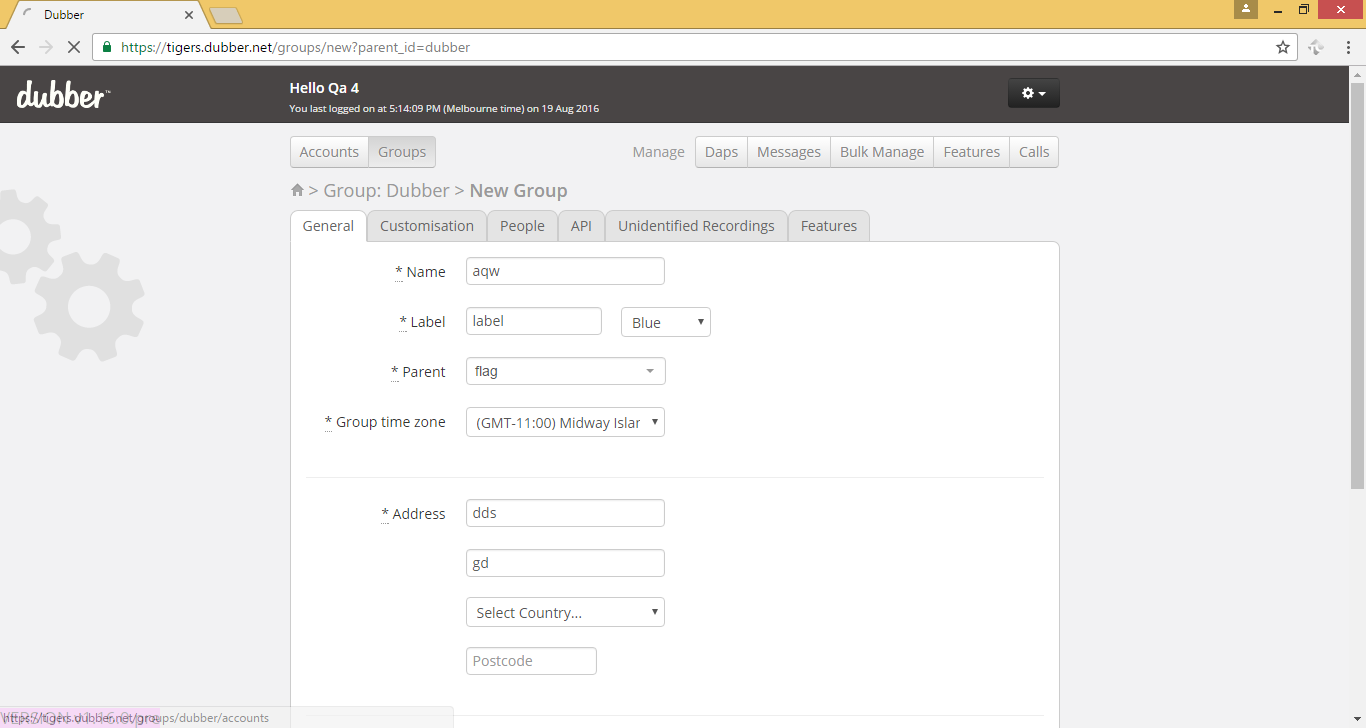 Dubber
https://tigers.dubber.net/groups/new?parent_id=dubber
dubber™
Hello Qa 4
You last logged on at 5:14:09 PM (Melbourne time) on 19 Aug 2016
Accounts Groups Manage Daps Messages Bulk Manage Features Calls
> Group: Dubber > New Group
General Customisation People API Unidentified Recordings Features
* Name aqw
* Label label Blue
* Parent flag
* Group time zone (GMT-11:00) Midway Islar
* Address dds
gd
Select Country...
Postcode
https://tigers.dubber.net/groups/dubber/accounts